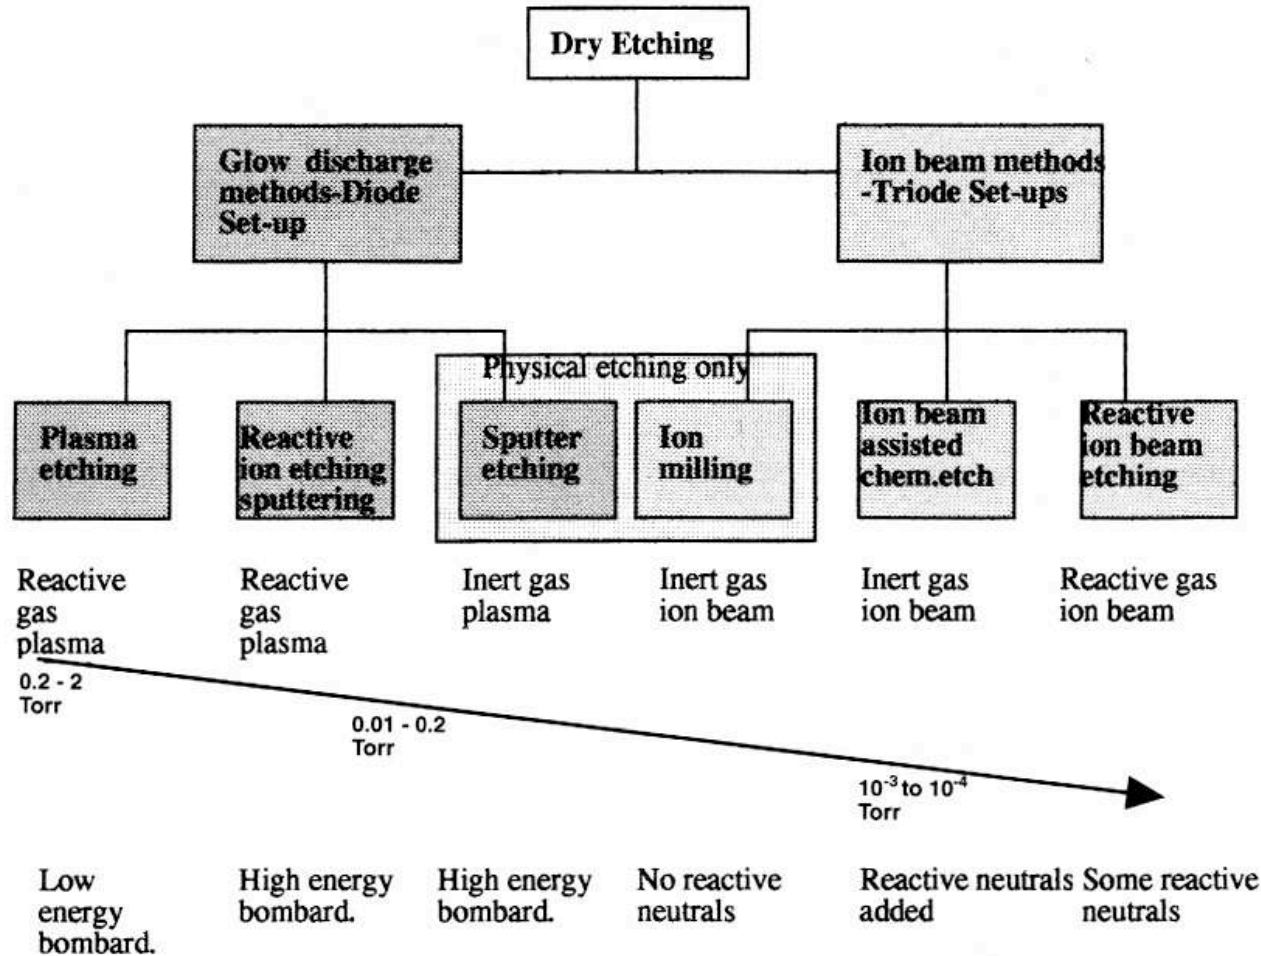 Dry Etching
Glow discharge
methods-Diode
Set-up
Ion beam methods
-Triode Set-ups
Physical etching only
Plasma
etching
Reactive
ion etching
sputtering
Sputter
etching
Ion
milling
Ion beam
assisted
chem.etch
Reactive
ion beam
etching
Reactive
gas
plasma
Reactive
gas
plasma
Inert gas
plasma
Inert gas
ion beam
Inert gas
ion beam
Reactive gas
ion beam
0.2 - 2
Torr
0.01 - 0.2
Torr
10⁻³ to 10⁻⁴
Torr
Low
energy
bombard.
High energy
bombard.
High energy
bombard.
No reactive
neutrals
Reactive neutrals
added
Some reactive
neutrals